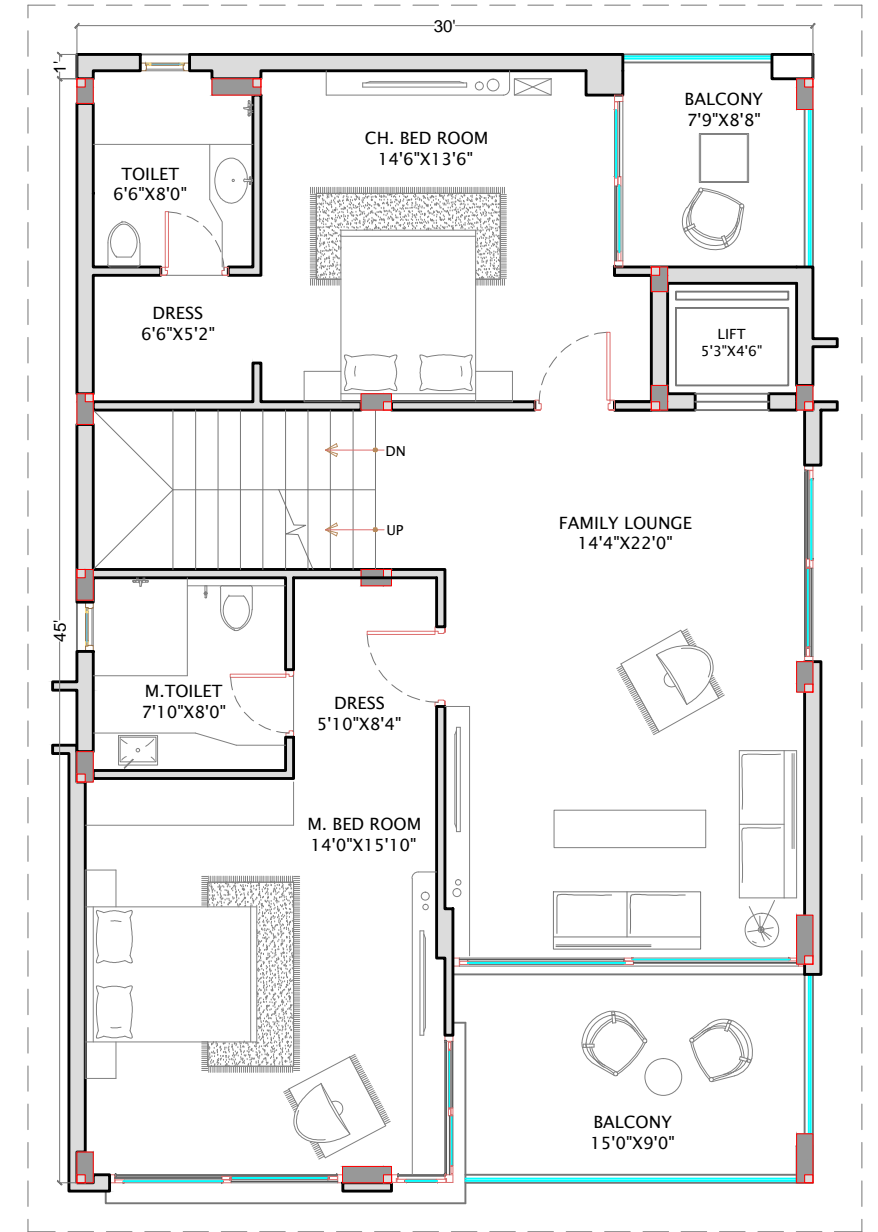 30'
1'
BALCONY
7'9"X8'8"
CH. BED ROOM
14'6"X13'6"
TOILET
6'6"X8'0"
DRESS
6'6"X5'2"
LIFT
5'3"X4'6"
DN
UP
FAMILY LOUNGE
14'4"X22'0"
45'
M.TOILET
7'10"X8'0"
DRESS
5'10"X8'4"
M. BED ROOM
14'0"X15'10"
BALCONY
15'0"X9'0"